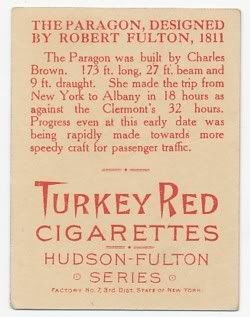 THE PARAGON, DESIGNED
BY ROBERT FULTON, 1811
The Paragon was built by Charles
Brown. 173 ft. long, 27 ft. beam and
9 ft. draught. She made the trip from
New York to Albany in 18 hours as
against the Clermont's 32 hours.
Progress even at this early date was
being rapidly made towards more
speedy craft for passenger traffic.
TURKEY RED
CIGARETTES
HUDSON-FULTON
SERIES
FACTORY No. 7, 3rd. DIST. STATE OF NEW YORK.